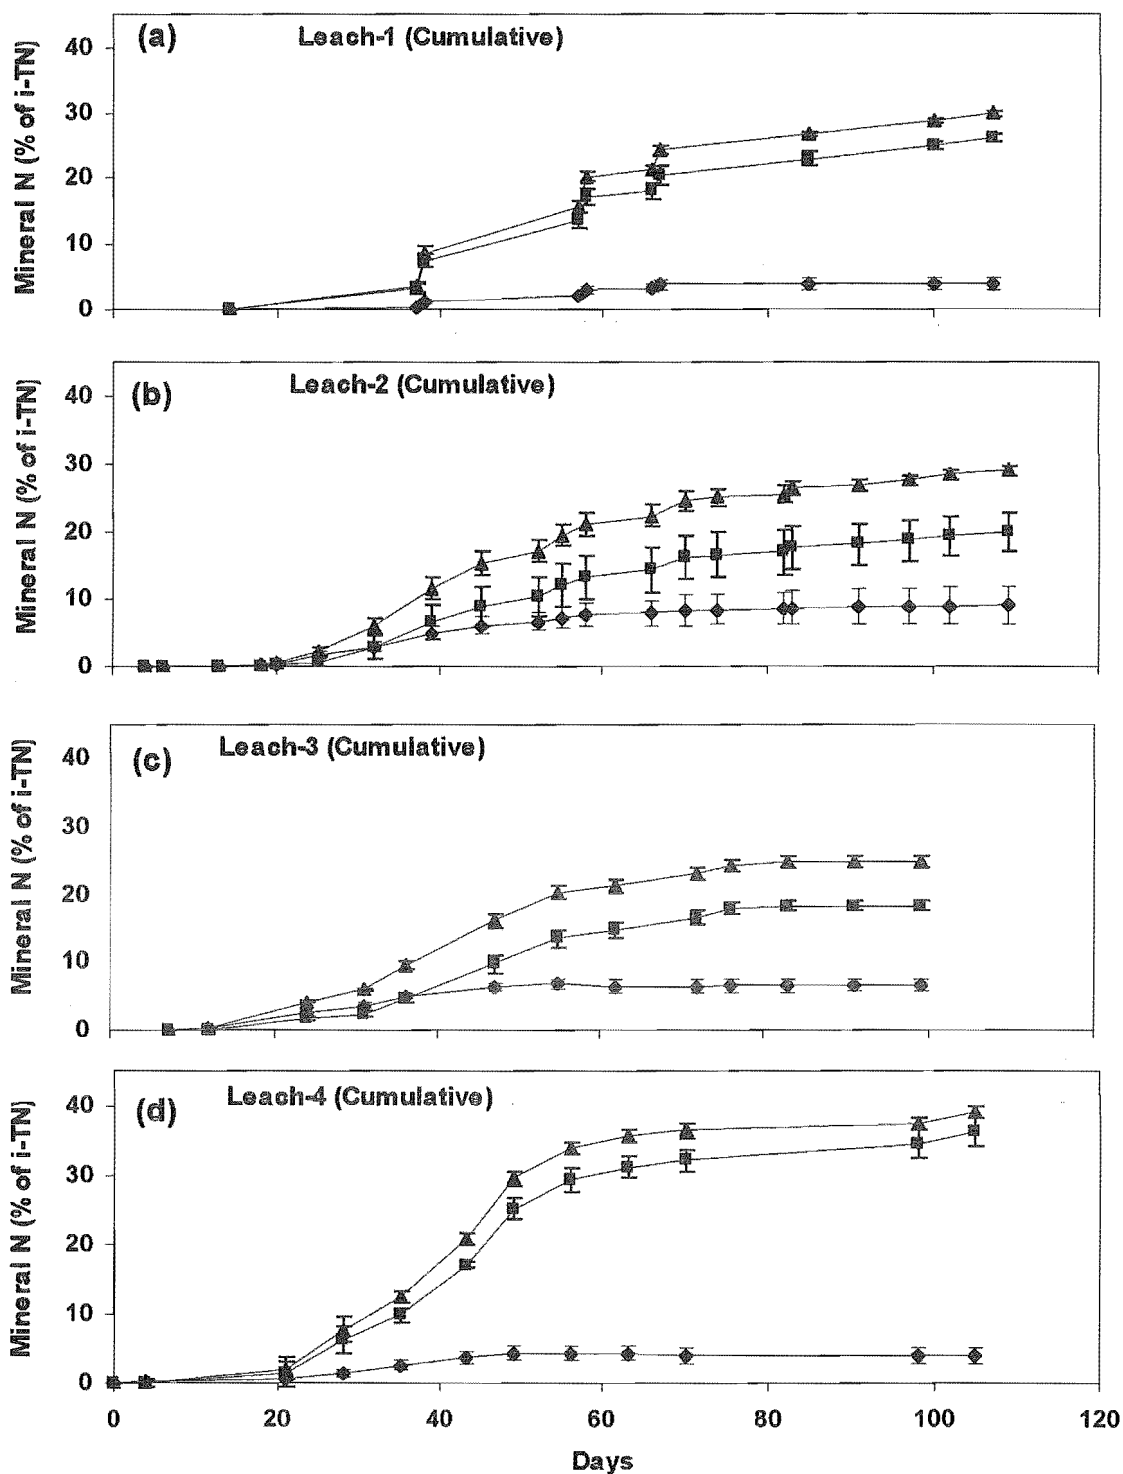 (a)
Leach-1 (Cumulative)
Mineral N (% of i-TN)
40
30
20
10
0
(b)
Leach-2 (Cumulative)
Mineral N (% of i-TN)
40
30
20
10
0
(c)
Leach-3 (Cumulative)
Mineral N (% of i-TN)
40
30
20
10
0
(d)
Leach-4 (Cumulative)
Mineral N (% of i-TN)
40
30
20
10
0
0 20 40 60 80 100 120
Days